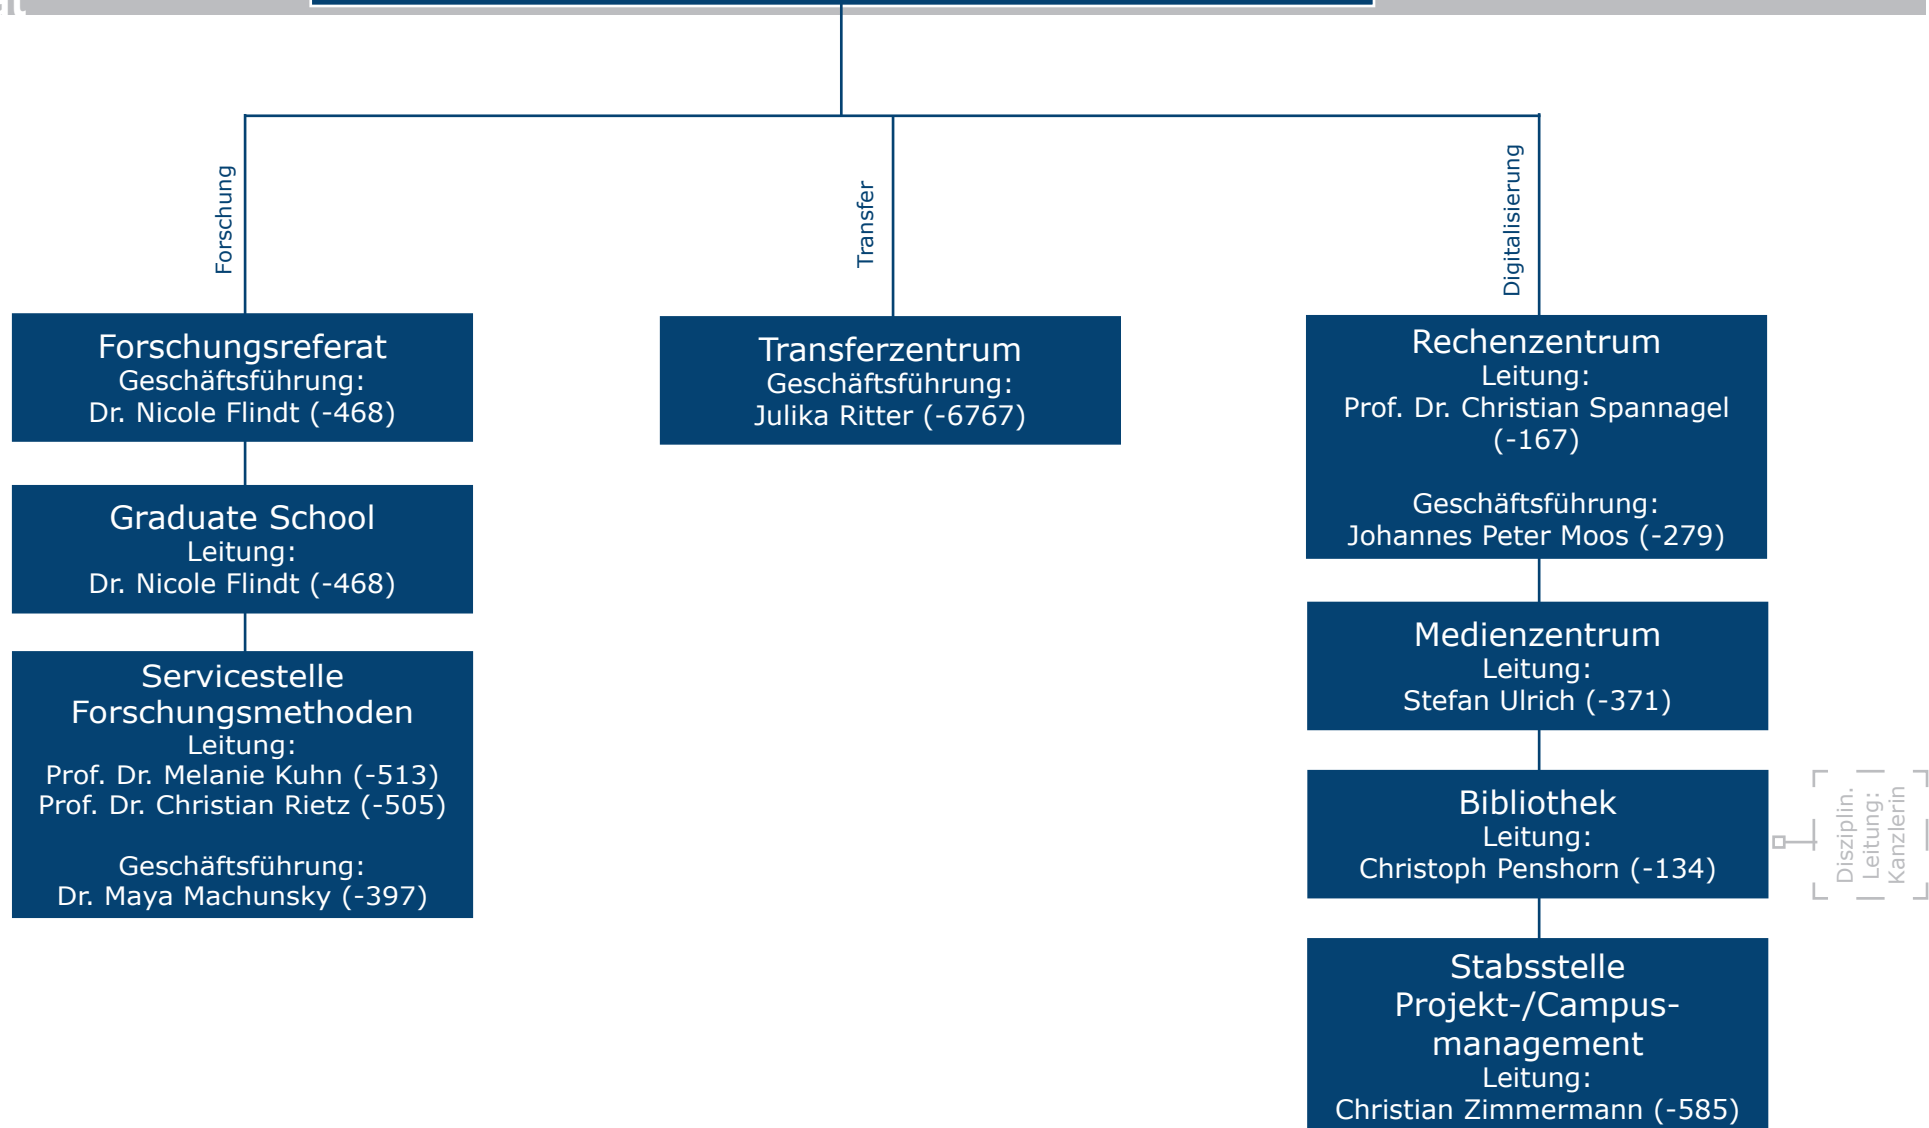 Forschung
Transfer
Digitalisierung
Forschungsreferat
Geschäftsführung:
Dr. Nicole Flindt (-468)
Graduate School
Leitung:
Dr. Nicole Flindt (-468)
Servicestelle
Forschungsmethoden
Leitung:
Prof. Dr. Melanie Kuhn (-513)
Prof. Dr. Christian Rietz (-505)
Geschäftsführung:
Dr. Maya Machunsky (-397)
Transferzentrum
Geschäftsführung:
Julika Ritter (-6767)
Rechenzentrum
Leitung:
Prof. Dr. Christian Spannagel
(-167)
Geschäftsführung:
Johannes Peter Moos (-279)
Medienzentrum
Leitung:
Stefan Ulrich (-371)
Bibliothek
Leitung:
Christoph Penshorn (-134)
Disziplin.
Leitung:
Kanzlerin
Stabsstelle
Projekt-/Campus-
management
Leitung:
Christian Zimmermann (-585)